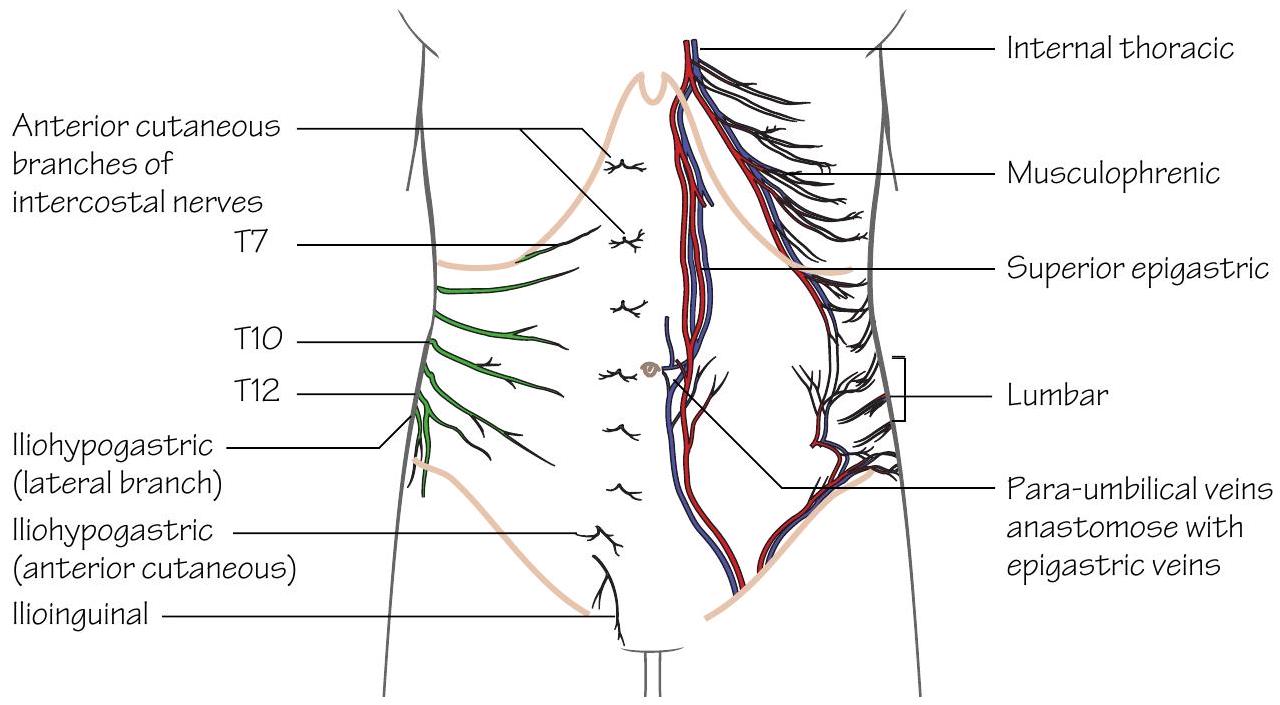 Anterior cutaneous
branches of
intercostal nerves
T7
T10
T12
Iliohypogastric
(lateral branch)
Iliohypogastric
(anterior cutaneous)
Ilioinguinal
Internal thoracic
Musculophrenic
Superior epigastric
Lumbar
Para-umbilical veins
anastomose with
epigastric veins